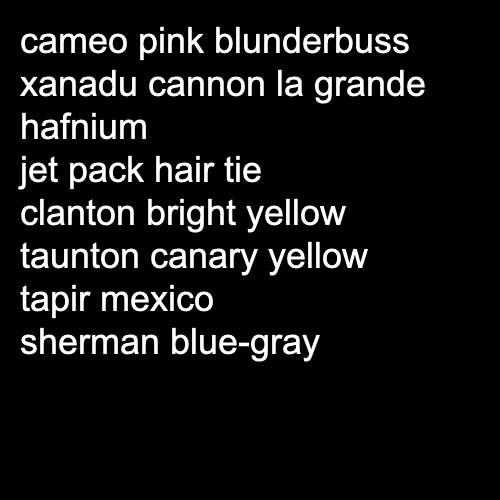 cameo pink blunderbuss
xanadu cannon la grande
hafnium
jet pack hair tie
clanton bright yellow
taunton canary yellow
tapir mexico
sherman blue-gray